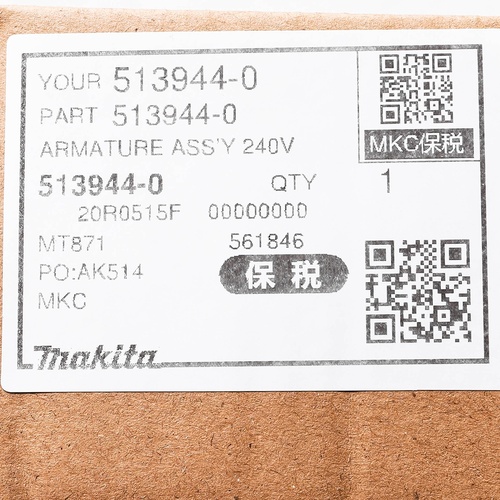 YOUR 513944-0
PART 513944-0
MKC保税
ARMATURE ASS'Y 240V
513944-0 QTY 1
20R0515F 00000000
MT871 561846
PO:AK514 保税
MKC
makita